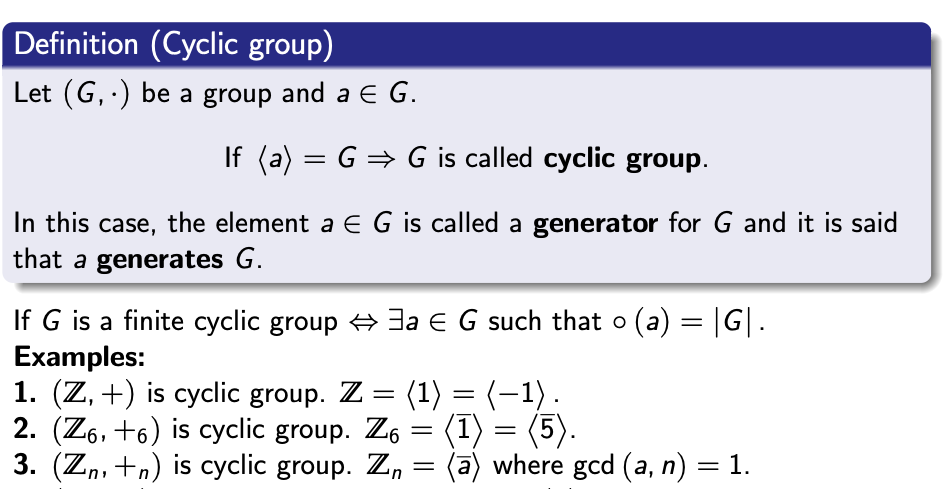 Definition (Cyclic group)
Let (G, ·) be a group and a ∈ G.
If ⟨a⟩ = G ⇒ G is called cyclic group.
In this case, the element a ∈ G is called a generator for G and it is said
that a generates G.
If G is a finite cyclic group ⇔ ∃a ∈ G such that ∘ (a) = |G| .
Examples:
1. (ℤ, +) is cyclic group. ℤ = ⟨1⟩ = ⟨−1⟩ .
2. (ℤ₆, +₆) is cyclic group. ℤ₆ = ⟨1̅⟩ = ⟨5̅⟩.
3. (ℤₙ, +ₙ) is cyclic group. ℤₙ = ⟨a̅⟩ where gcd (a, n) = 1.